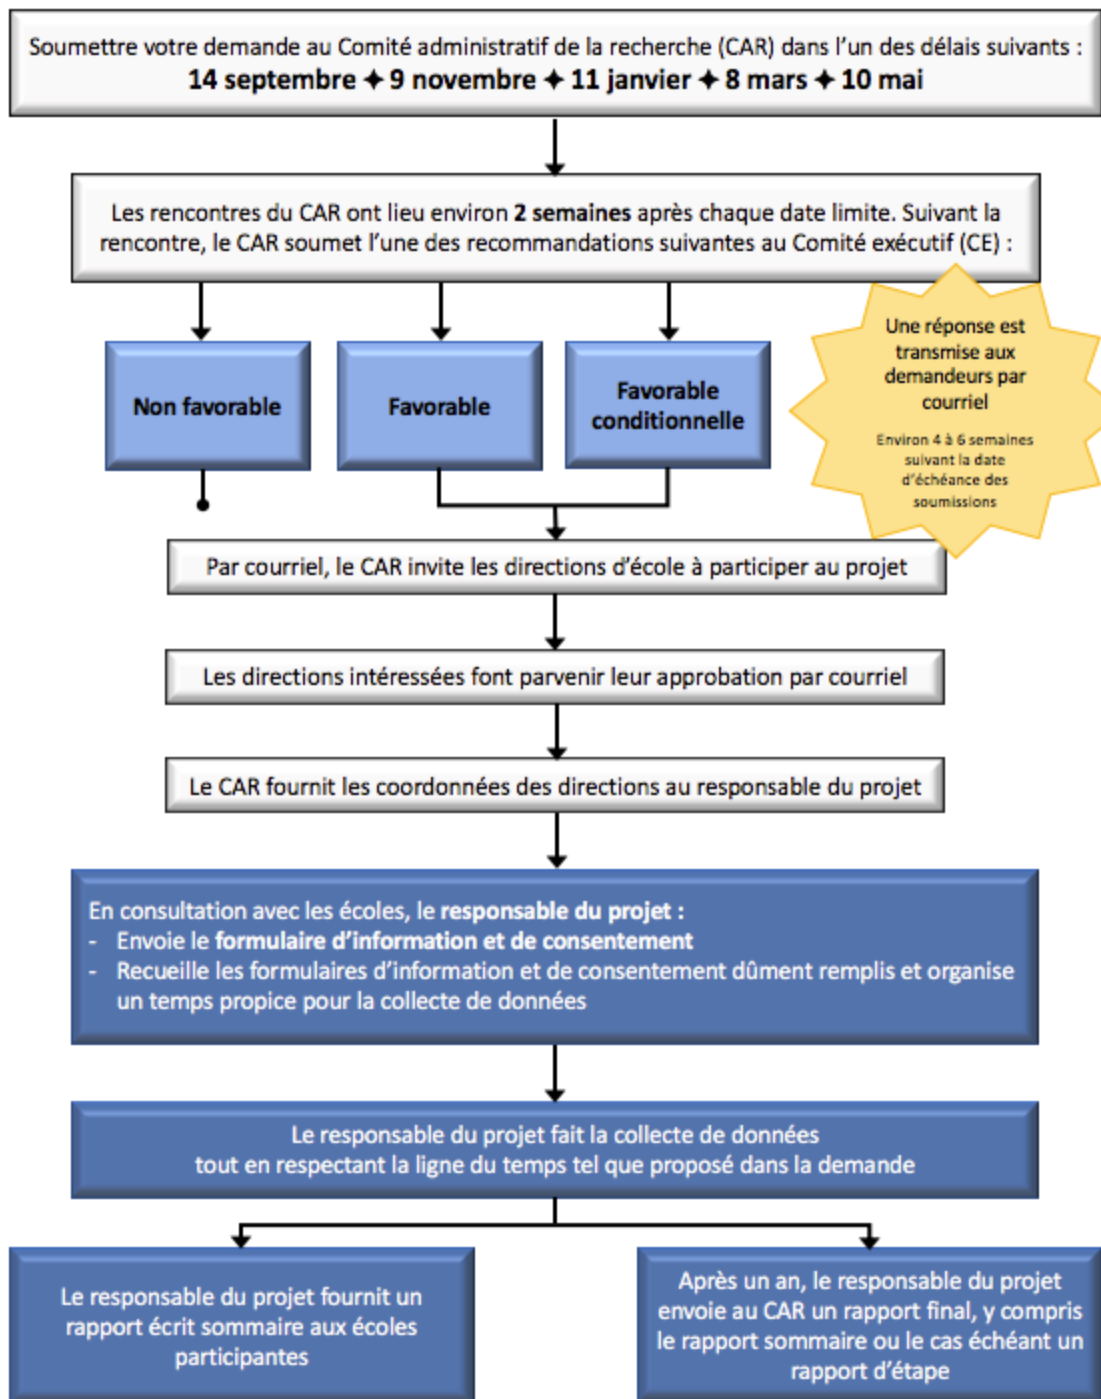 Soumettre votre demande au Comité administratif de la recherche (CAR) dans l'un des délais suivants :
14 septembre ✦ 9 novembre ✦ 11 janvier ✦ 8 mars ✦ 10 mai
Les rencontres du CAR ont lieu environ 2 semaines après chaque date limite. Suivant la
rencontre, le CAR soumet l'une des recommandations suivantes au Comité exécutif (CE) :
Non favorable
Favorable
Favorable
conditionnelle
Une réponse est
transmise aux
demandeurs par
courriel
Environ 4 à 6 semaines
suivant la date
d'échéance des
soumissions
Par courriel, le CAR invite les directions d'école à participer au projet
Les directions intéressées font parvenir leur approbation par courriel
Le CAR fournit les coordonnées des directions au responsable du projet
En consultation avec les écoles, le responsable du projet :
- Envoie le formulaire d'information et de consentement
- Recueille les formulaires d'information et de consentement dûment remplis et organise
un temps propice pour la collecte de données
Le responsable du projet fait la collecte de données
tout en respectant la ligne du temps tel que proposé dans la demande
Le responsable du projet fournit un
rapport écrit sommaire aux écoles
participantes
Après un an, le responsable du projet
envoie au CAR un rapport final, y compris
le rapport sommaire ou le cas échéant un
rapport d'étape